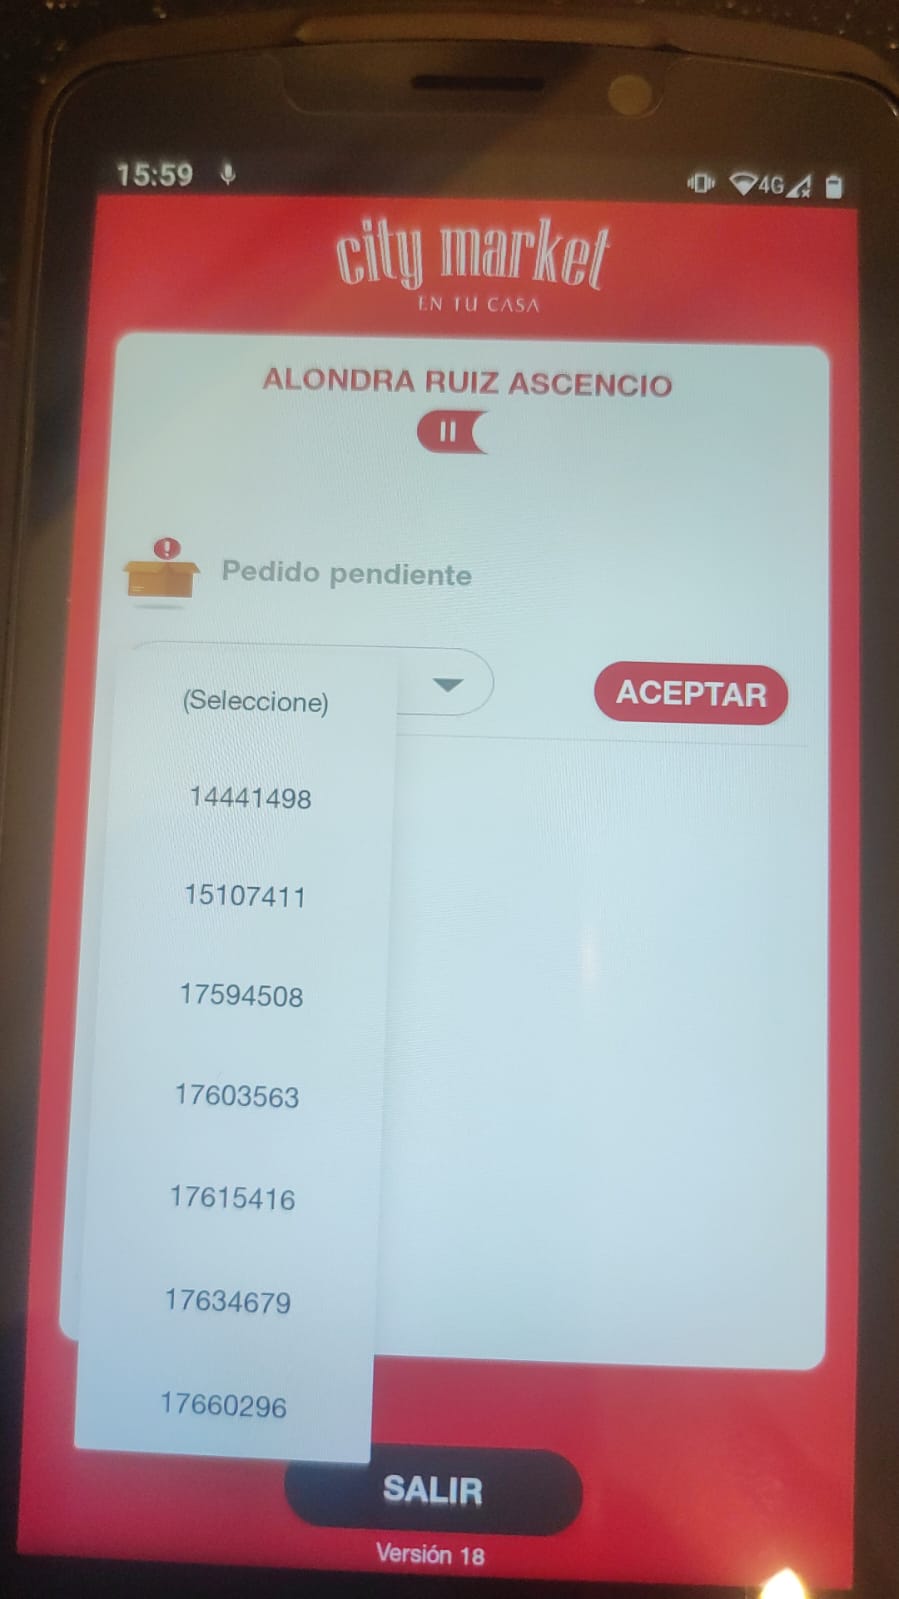 15:59
4G
city market
EN TU CASA
ALONDRA RUIZ ASCENCIO
Pedido pendiente
(Seleccione)
ACEPTAR
14441498
15107411
17594508
17603563
17615416
17634679
17660296
SALIR
Versión 18